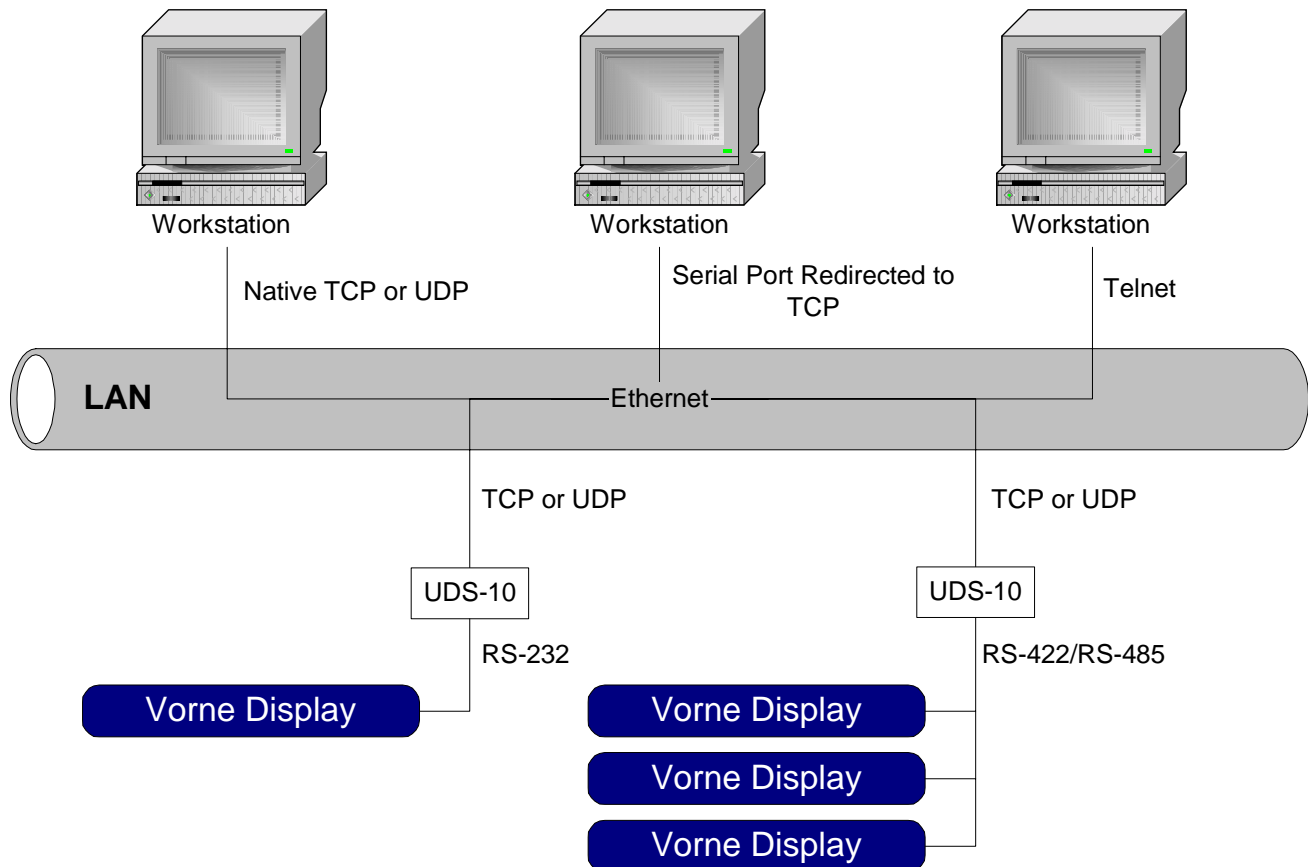 Workstation
Workstation
Workstation
Native TCP or UDP
Serial Port Redirected to
TCP
Telnet
LAN
Ethernet
TCP or UDP
TCP or UDP
UDS-10
UDS-10
RS-232
RS-422/RS-485
Vorne Display
Vorne Display
Vorne Display
Vorne Display